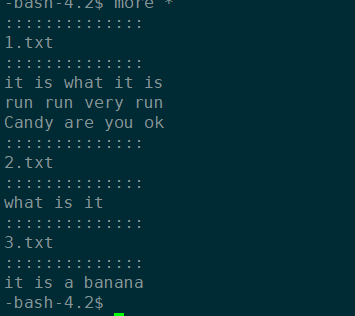 -bash-4.2$ more *
::::::::::::::
1.txt
::::::::::::::
it is what it is
run run very run
Candy are you ok
::::::::::::::
2.txt
::::::::::::::
what is it
::::::::::::::
3.txt
::::::::::::::
it is a banana
-bash-4.2$